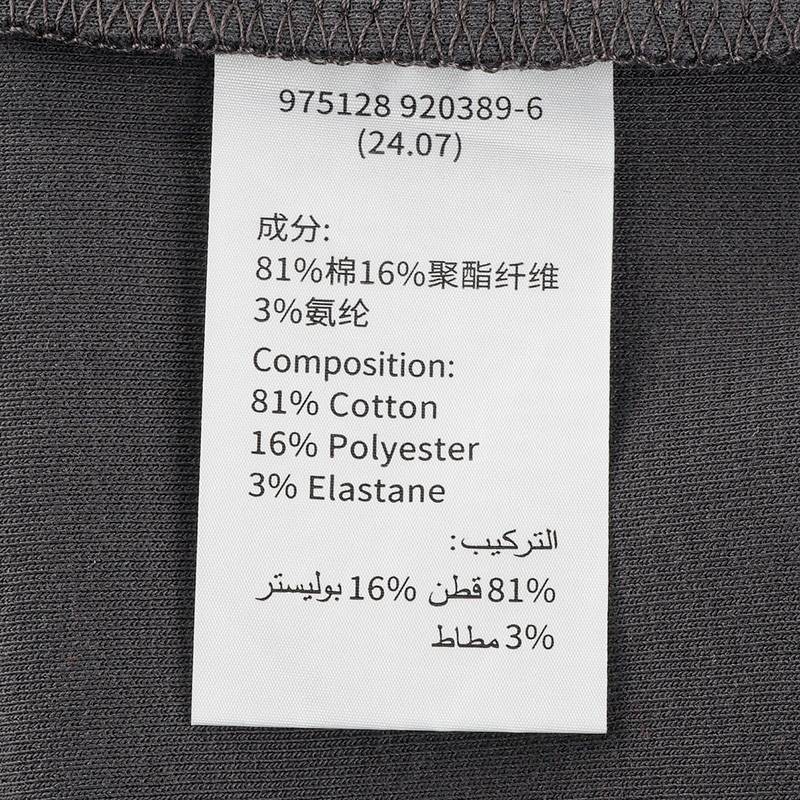 975128 920389-6
(24.07)
成分:
81%棉16%聚酯纤维
3%氨纶
Composition:
81% Cotton
16% Polyester
3% Elastane
التركيب:
81% قطن 16% بوليستر
3% مطاط